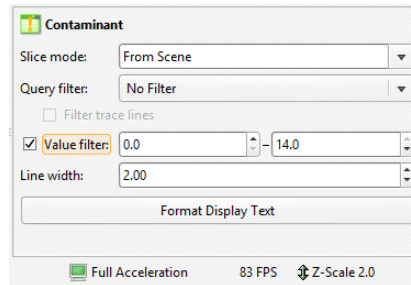 Contaminant
Slice mode: From Scene
Query filter: No Filter
Filter trace lines
Value filter: 0.0 – 14.0
Line width: 2.00
Format Display Text
Full Acceleration 83 FPS Z-Scale 2.0